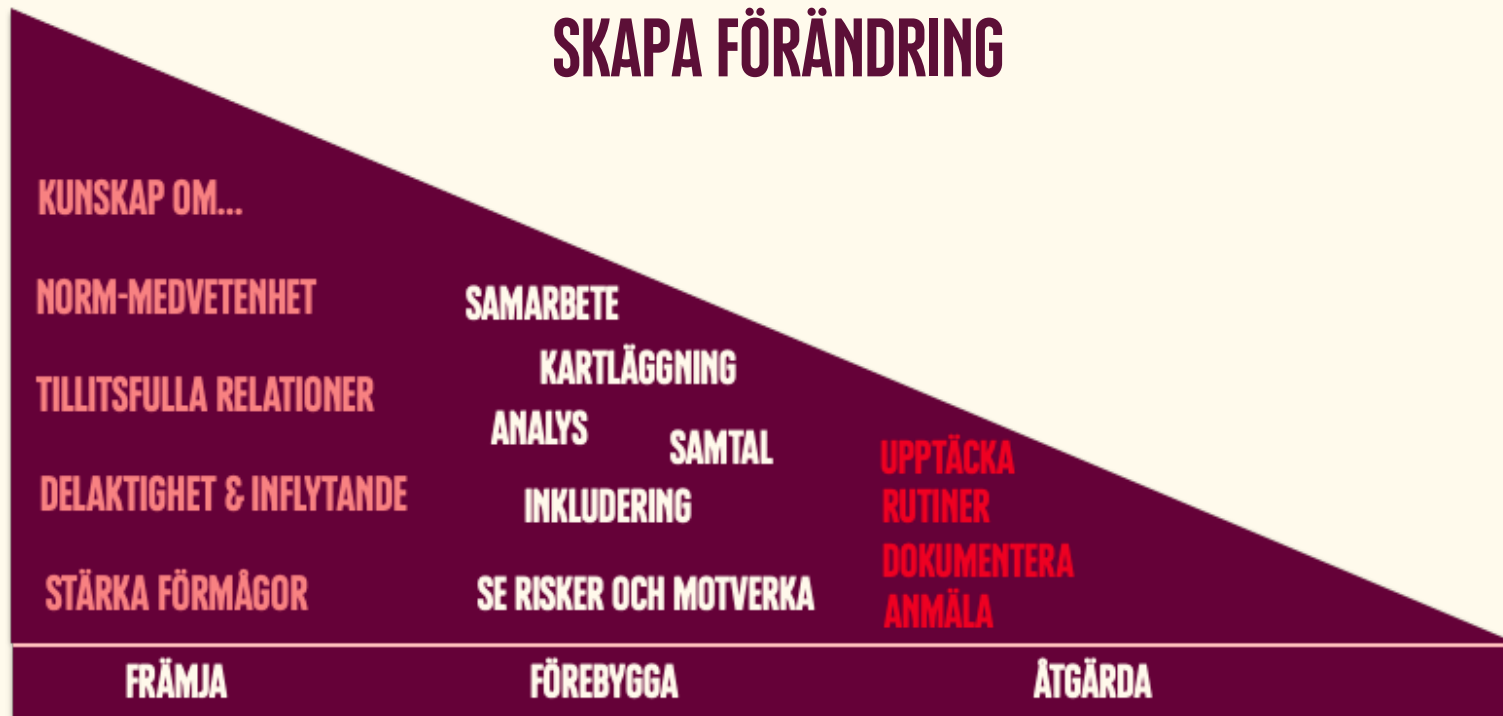 SKAPA FÖRÄNDRING
KUNSKAP OM...
NORM-MEDVETENHET
TILLITSFULLA RELATIONER
DELAKTIGHET & INFLYTANDE
STÄRKA FÖRMÅGOR
SAMARBETE
KARTLÄGGNING
ANALYS
SAMTAL
INKLUDERING
SE RISKER OCH MOTVERKA
UPPTÄCKA
RUTINER
DOKUMENTERA
ANMÄLA
FRÄMJA
FÖREBYGGA
ÅTGÄRDA